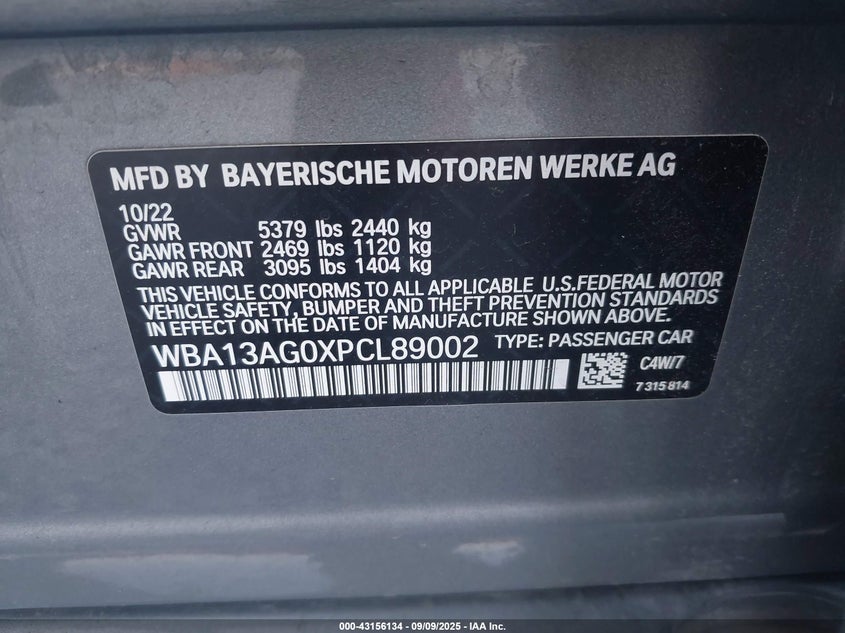 MFD BY BAYERISCHE MOTOREN WERKE AG
10/22
GVWR 5379 lbs 2440 kg
GAWR FRONT 2469 lbs 1120 kg
GAWR REAR 3095 lbs 1404 kg
THIS VEHICLE CONFORMS TO ALL APPLICABLE U.S.FEDERAL MOTOR
VEHICLE SAFETY, BUMPER AND THEFT PREVENTION STANDARDS
IN EFFECT ON THE DATE OF MANUFACTURE SHOWN ABOVE.
WBA13AG0XPCL89002 TYPE: PASSENGER CAR
C4W/7
7 315 814
000-43156134 - 09/09/2025 - IAA Inc.